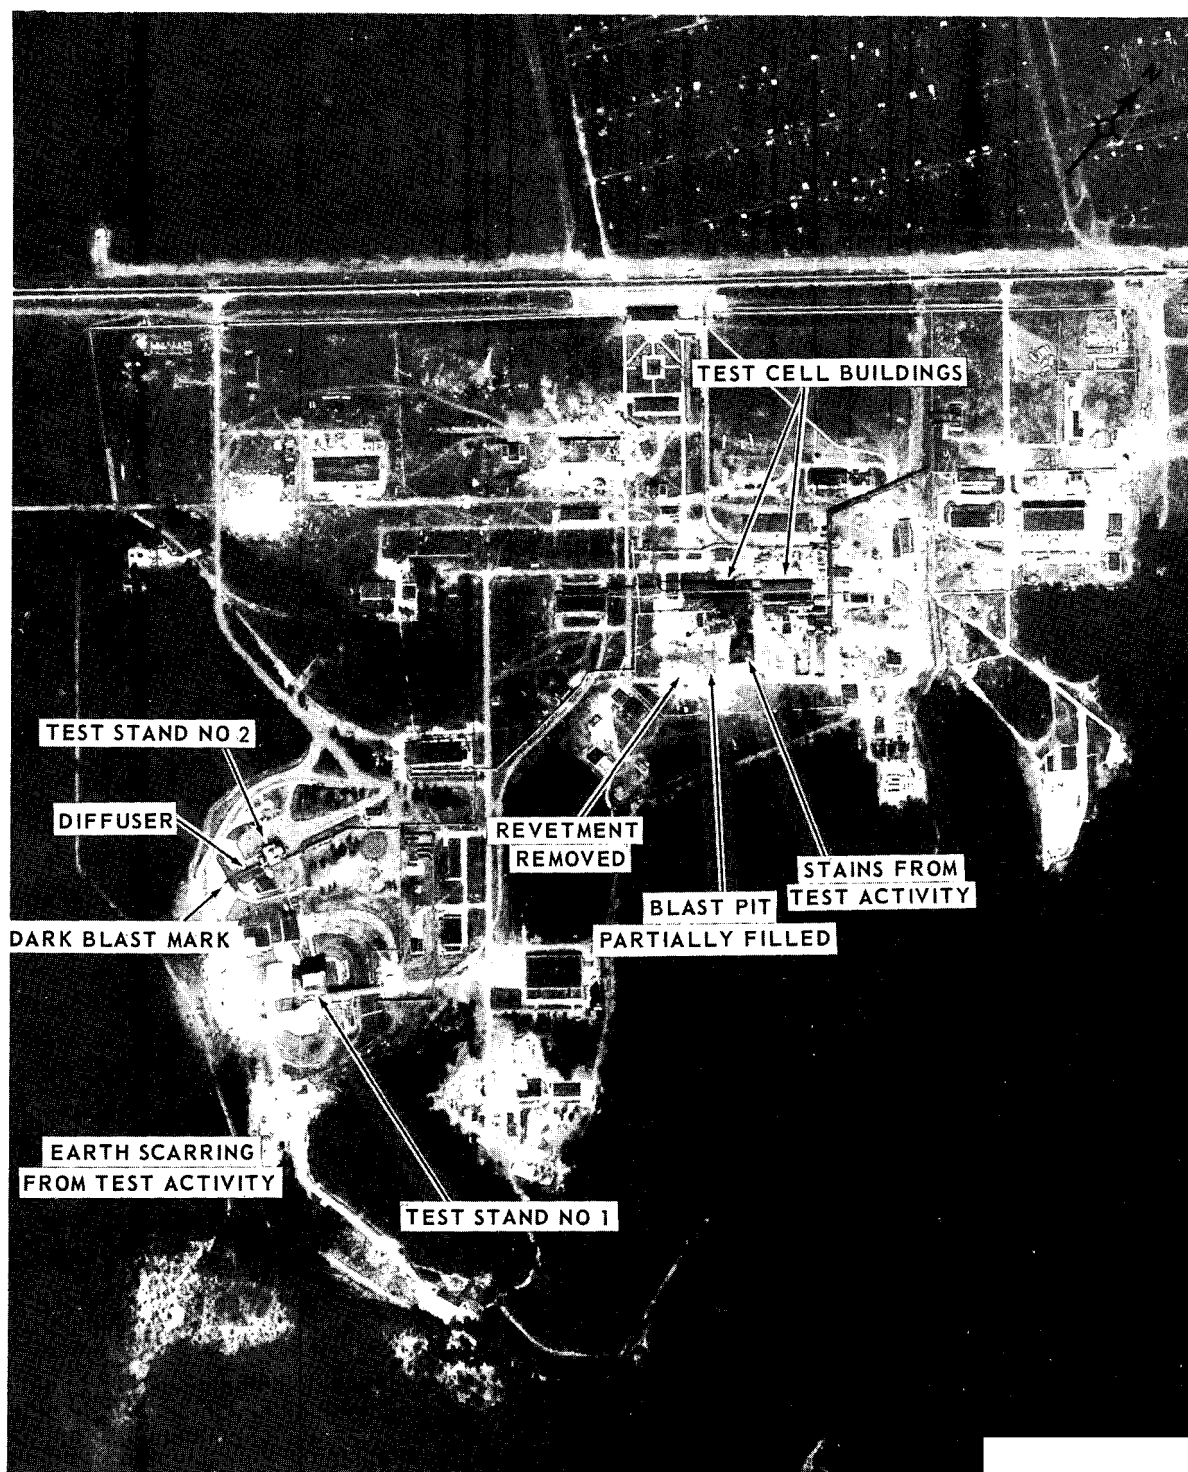 N
TEST CELL BUILDINGS
TEST STAND NO 2
DIFFUSER
REVETMENT
REMOVED
STAINS FROM
TEST ACTIVITY
BLAST PIT
PARTIALLY FILLED
DARK BLAST MARK
EARTH SCARRING
FROM TEST ACTIVITY
TEST STAND NO 1